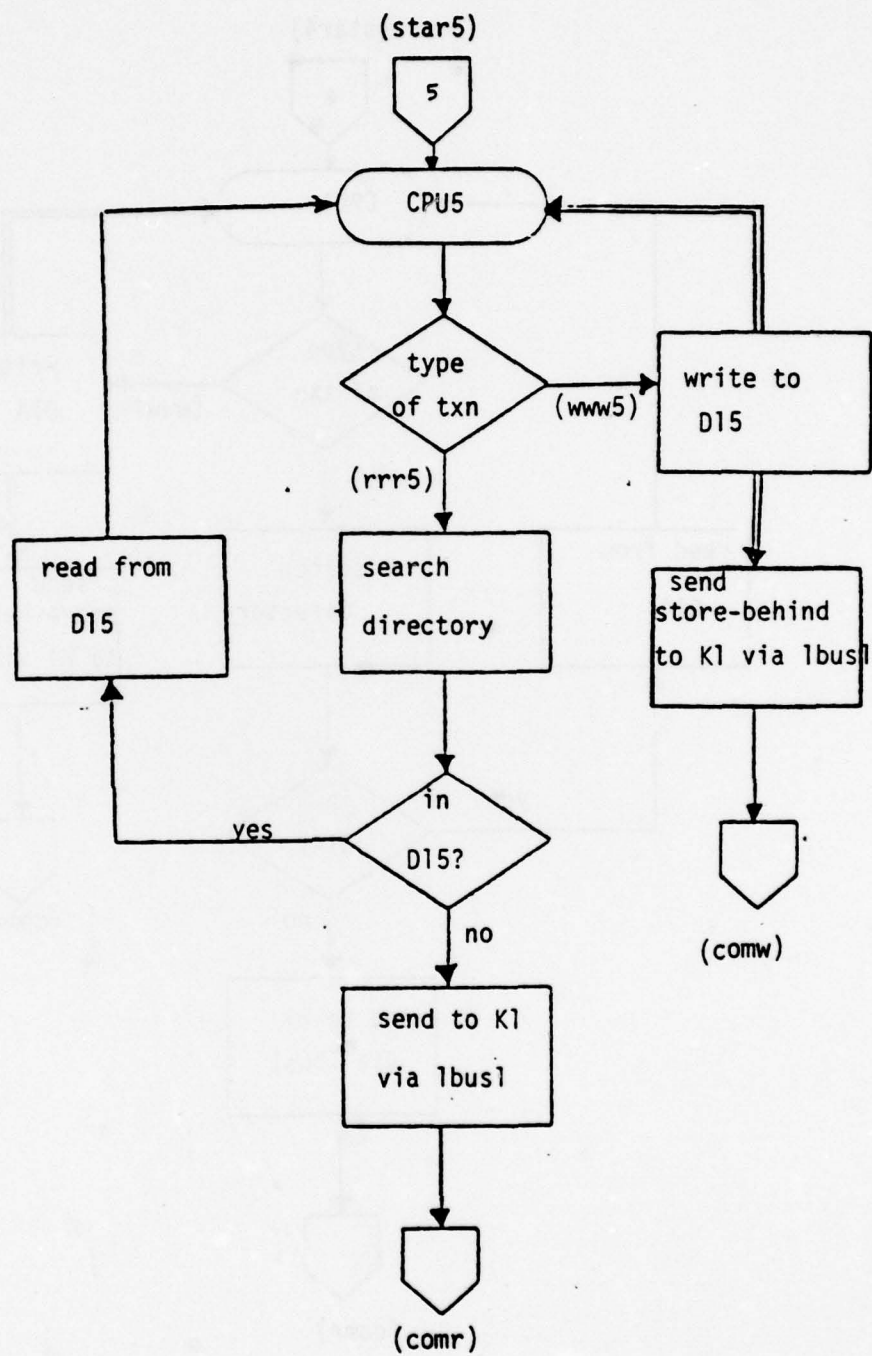 (star5)
5
CPU5
type
of txn
(www5)
write to
D15
(rrr5)
read from
D15
search
directory
send
store-behind
to K1 via lbus1
in
D15?
yes
no
(comw)
send to K1
via lbus1
(comr)